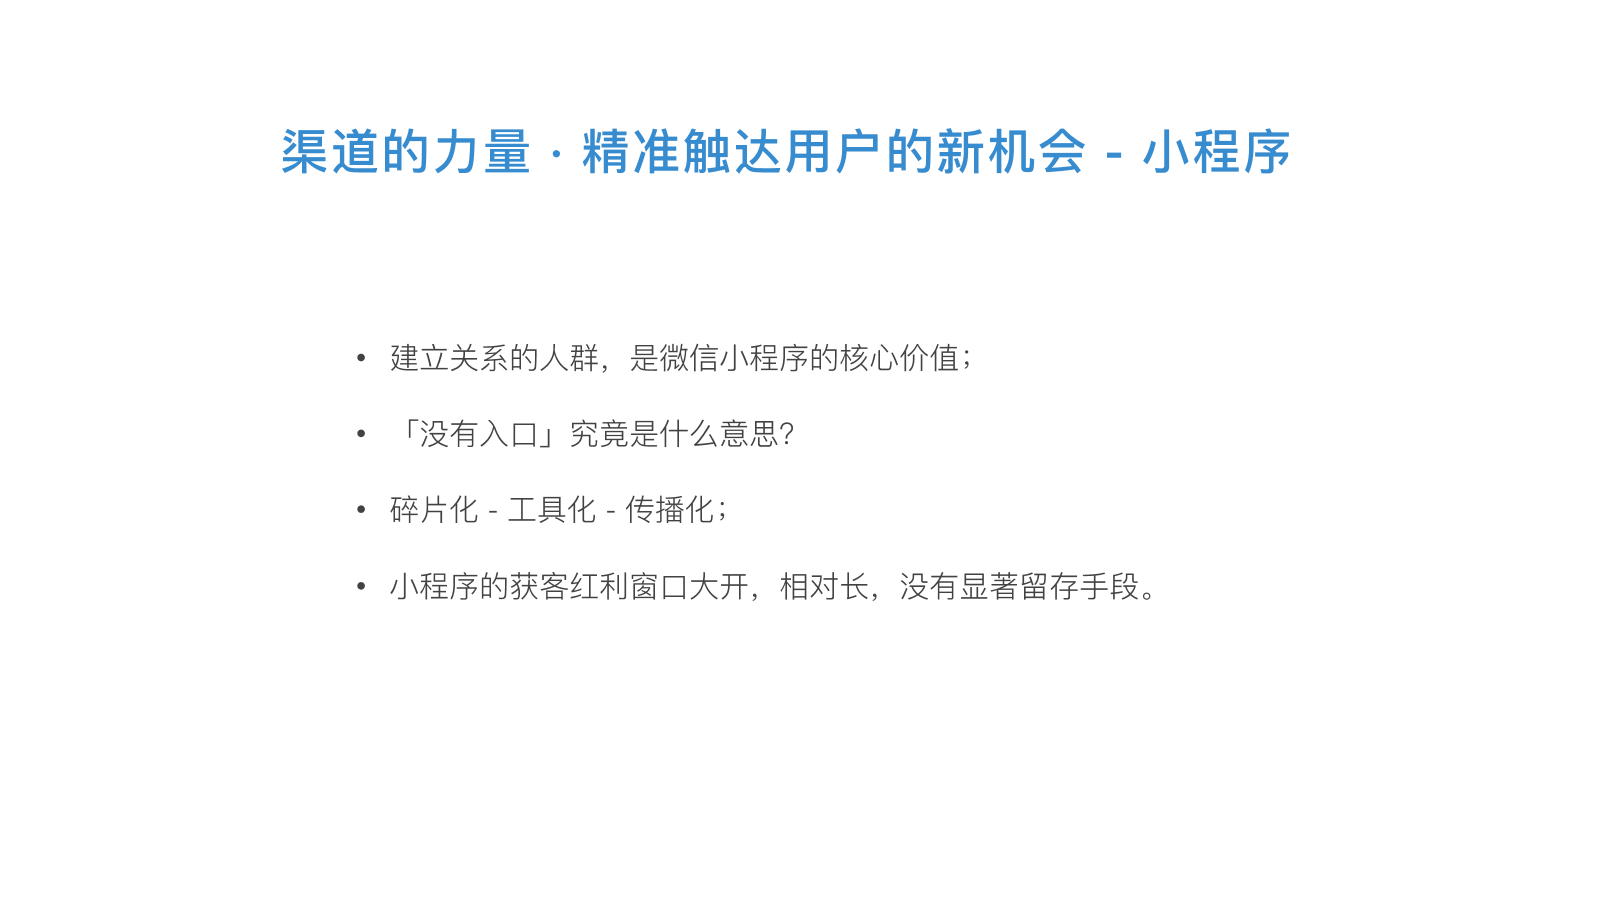 渠道的力量 · 精准触达用户的新机会 - 小程序
• 建立关系的人群，是微信小程序的核心价值；
• 「没有入口」究竟是什么意思？
• 碎片化 - 工具化 - 传播化；
• 小程序的获客红利窗口大开，相对长，没有显著留存手段。